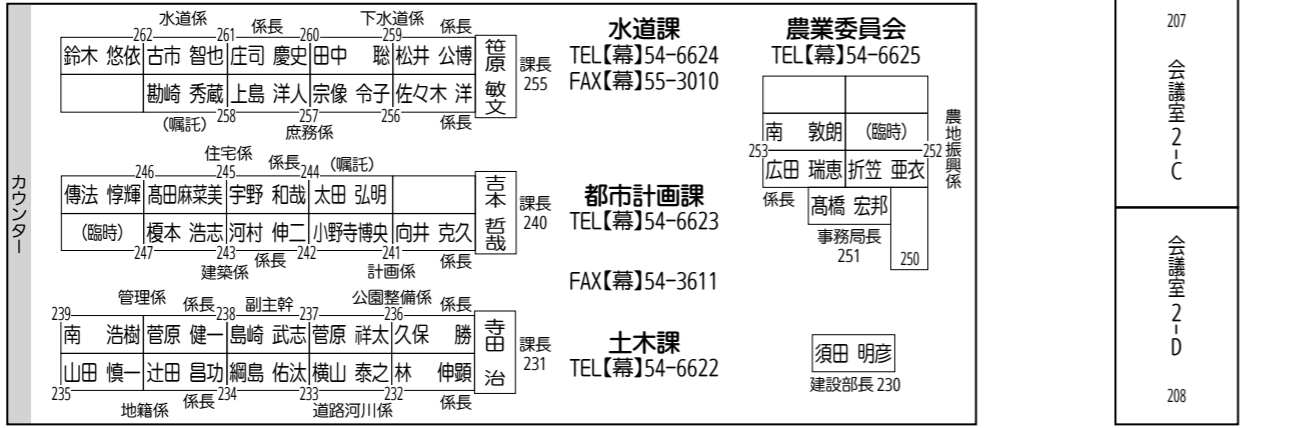 カウンター
水道係 係長 下水道係 係長
262 261 260 259
鈴木 悠依 古市 智也 庄司 慶史 田中 聡 松井 公博
勘崎 秀蔵 上島 洋人 宗像 令子 佐々木 洋
(嘱託) 258 257 256 係長
庶務係
笹原 敏文
課長
255
水道課
TEL【幕】54-6624
FAX【幕】55-3010
農業委員会
TEL【幕】54-6625
南 敦朗 (臨時)
253 252
広田 瑞恵 折笠 亜衣
農地振興係
係長
髙橋 宏邦
事務局長
251
250
住宅係 係長 (嘱託)
246 245 244
傳法 惇輝 髙田麻菜美 宇野 和哉 太田 弘明
(臨時) 榎本 浩志 河村 伸二 小野寺博央 向井 克久
247 243 係長 242 241 係長
建築係 計画係
吉本 哲哉
課長
240
都市計画課
TEL【幕】54-6623
FAX【幕】54-3611
管理係 係長 副主幹 公園整備係 係長
239 238 237 236
南 浩樹 菅原 健一 島崎 武志 菅原 祥太 久保 勝
山田 慎一 辻田 昌功 綱島 佑汰 横山 泰之 林 伸顕
235 係長 234 233 232 係長
地籍係 道路河川係
寺田 治
課長
231
土木課
TEL【幕】54-6622
須田 明彦
建設部長 230
207
会議室2-C
会議室2-D
208